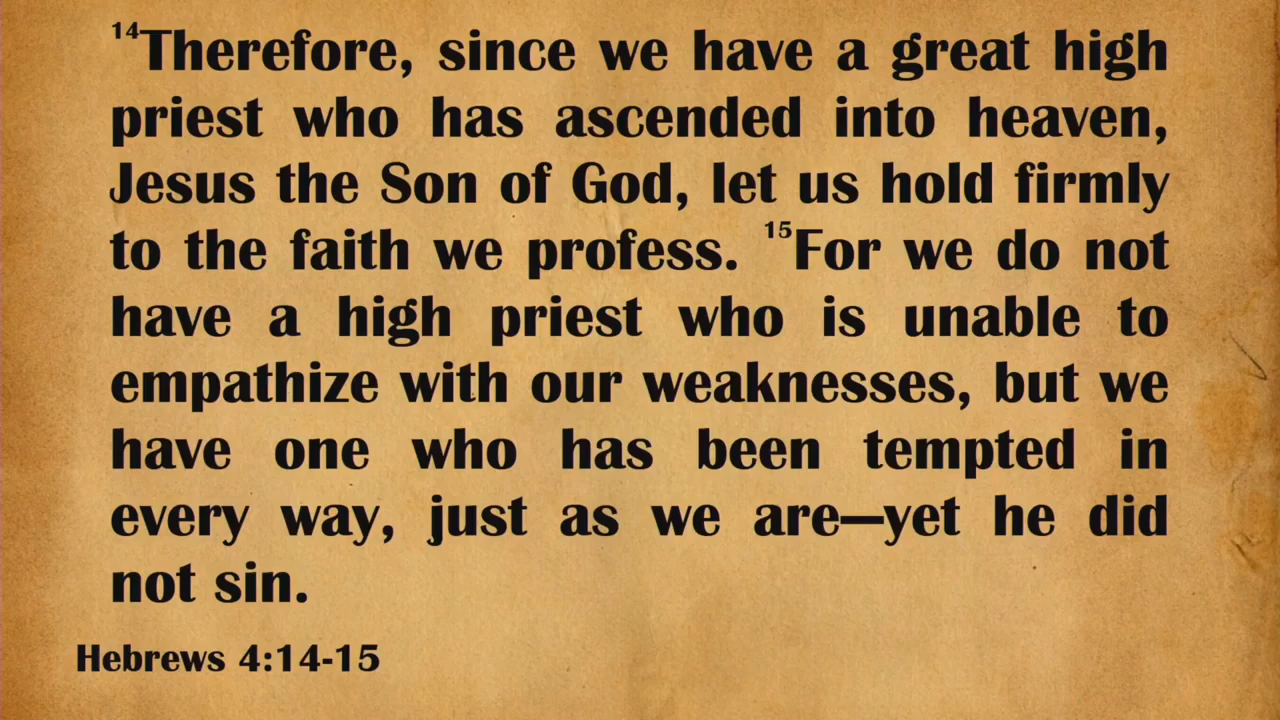 14Therefore, since we have a great high
priest who has ascended into heaven,
Jesus the Son of God, let us hold firmly
to the faith we profess. 15For we do not
have a high priest who is unable to
empathize with our weaknesses, but we
have one who has been tempted in
every way, just as we are—yet he did
not sin.
Hebrews 4:14-15